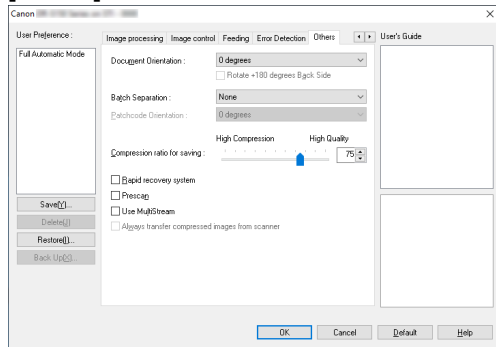 Canon
User Preference :
Full Automatic Mode
Save(Y)...
Delete(J)
Restore(I)...
Back Up(X)...
Image processing
Image control
Feeding
Error Detection
Others
Document Orientation :
0 degrees
Rotate +180 degrees Back Side
Batch Separation :
None
Patchcode Orientation :
0 degrees
High Compression
High Quality
Compression ratio for saving :
75
Rapid recovery system
Prescan
Use MultiStream
Always transfer compressed images from scanner
User's Guide
OK
Cancel
Default
Help